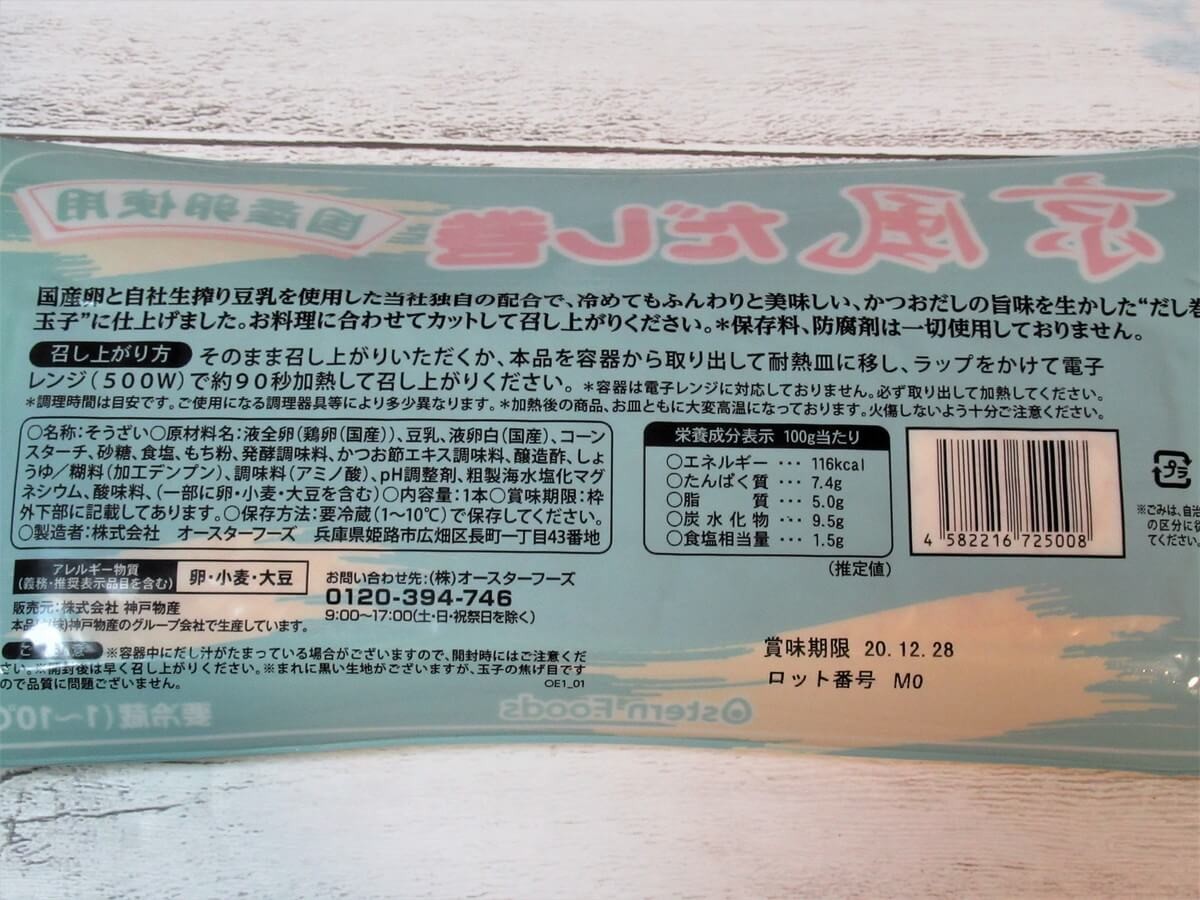 京風だし巻
国産卵使用
国産卵と自社生搾り豆乳を使用した当社独自の配合で、冷めてもふんわりと美味しい、かつおだしの旨味を生かした“だし巻
玉子”に仕上げました。お料理に合わせてカットして召し上がりください。*保存料、防腐剤は一切使用しておりません。
召し上がり方 そのまま召し上がりいただくか、本品を容器から取り出して耐熱皿に移し、ラップをかけて電子
レンジ(500W)で約90秒加熱して召し上がりください。*容器は電子レンジに対応しておりません。必ず取り出して加熱してください。
*調理時間は目安です。ご使用になる調理器具等により多少異なります。*加熱後の商品、お皿ともに大変高温になっております。火傷しないよう十分ご注意ください。
○名称:そうざい○原材料名:液全卵(鶏卵(国産))、豆乳、液卵白(国産)、コーン
スターチ、砂糖、食塩、もち粉、発酵調味料、かつお節エキス調味料、醸造酢、しょ
うゆ/糊料(加工デンプン)、調味料(アミノ酸)、pH調整剤、粗製海水塩化マグ
ネシウム、酸味料、(一部に卵・小麦・大豆を含む)○内容量:1本○賞味期限:枠
外下部に記載してあります。○保存方法:要冷蔵(1〜10℃)で保存してください。
○製造者:株式会社 オースターフーズ 兵庫県姫路市広畑区長町一丁目43番地
栄養成分表示 100g当たり
○エネルギー … 116kcal
○たんぱく質 … 7.4g
○脂質 … 5.0g
○炭水化物 … 9.5g
○食塩相当量 … 1.5g
(推定値)
4 582216 725008
プラ
※ごみは、自治
の区分に従
てください。
アレルギー物質
(義務・推奨表示品目を含む)
卵・小麦・大豆
販売元:株式会社 神戸物産
本品は(株)神戸物産のグループ会社で生産しています。
お問い合わせ先:(株)オースターフーズ
0120-394-746
9:00〜17:00(土・日・祝祭日を除く)
※容器中にだし汁がたまっている場合がございますので、開封時にはご注意くだ
さい。※開封後は早く召し上がりください。※まれに黒い生地がございますが、玉子の焦げ目です
ので品質に問題ございません。
OE1_01
賞味期限 20.12.28
ロット番号 M0
Ostern Foods
要冷蔵(1〜10℃